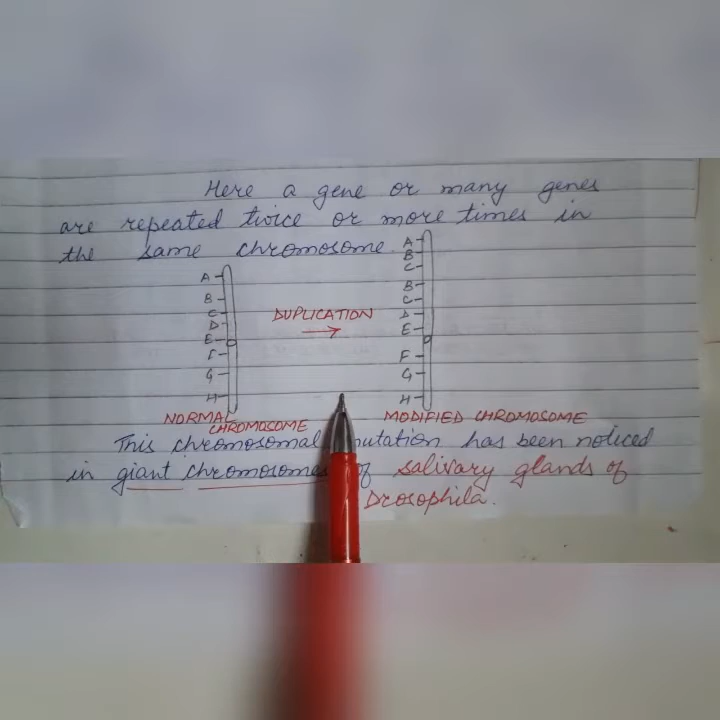 Here a gene or many genes
are repeated twice or more times in
the same chromosome.
A
B
C
D
E
F
G
H
DUPLICATION
A
B
C
B
C
D
E
F
G
H
NORMAL CHROMOSOME
MODIFIED CHROMOSOME
This chromosomal mutation has been noticed
in giant chromosomes of salivary glands of
Drosophila.